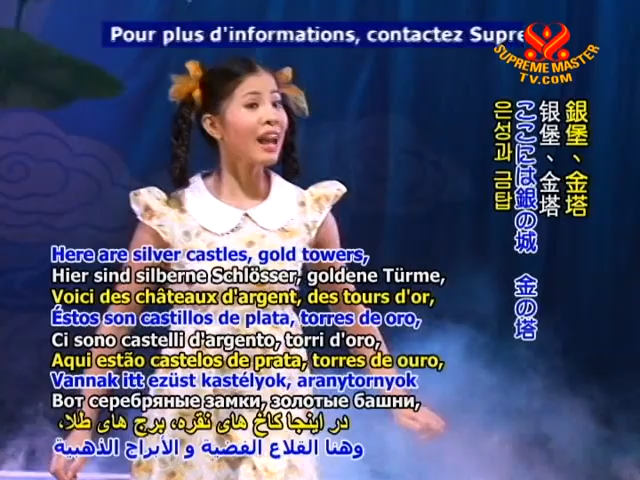 Pour plus d'informations, contactez Supre
SUPREME MASTER
TV.COM
銀堡、金塔
银堡、金塔
ここには銀の城 金の塔
은성과 금탑
Here are silver castles, gold towers,
Hier sind silberne Schlösser, goldene Türme,
Voici des châteaux d'argent, des tours d'or,
Éstos son castillos de plata, torres de oro,
Ci sono castelli d'argento, torri d'oro,
Aqui estão castelos de prata, torres de ouro,
Vannak itt ezüst kastélyok, aranytornyok
Вот серебряные замки, золотые башни,
در اینجا کاخ های نقره، برج های طلا،
وهنا القلاع الفضية و الأبراج الذهبية